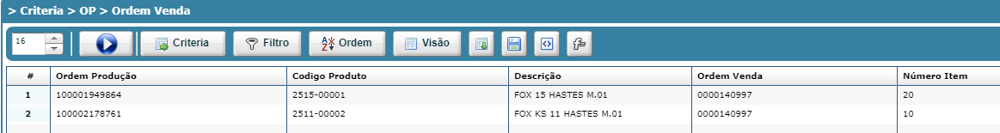 > Criteria > OP > Ordem Venda
16 Criteria Filtro Ordem Visão
# Ordem Produção Codigo Produto Descrição Ordem Venda Número Item
1 100001949864 2515-00001 FOX 15 HASTES M.01 0000140997 20
2 100002178761 2511-00002 FOX KS 11 HASTES M.01 0000140997 10